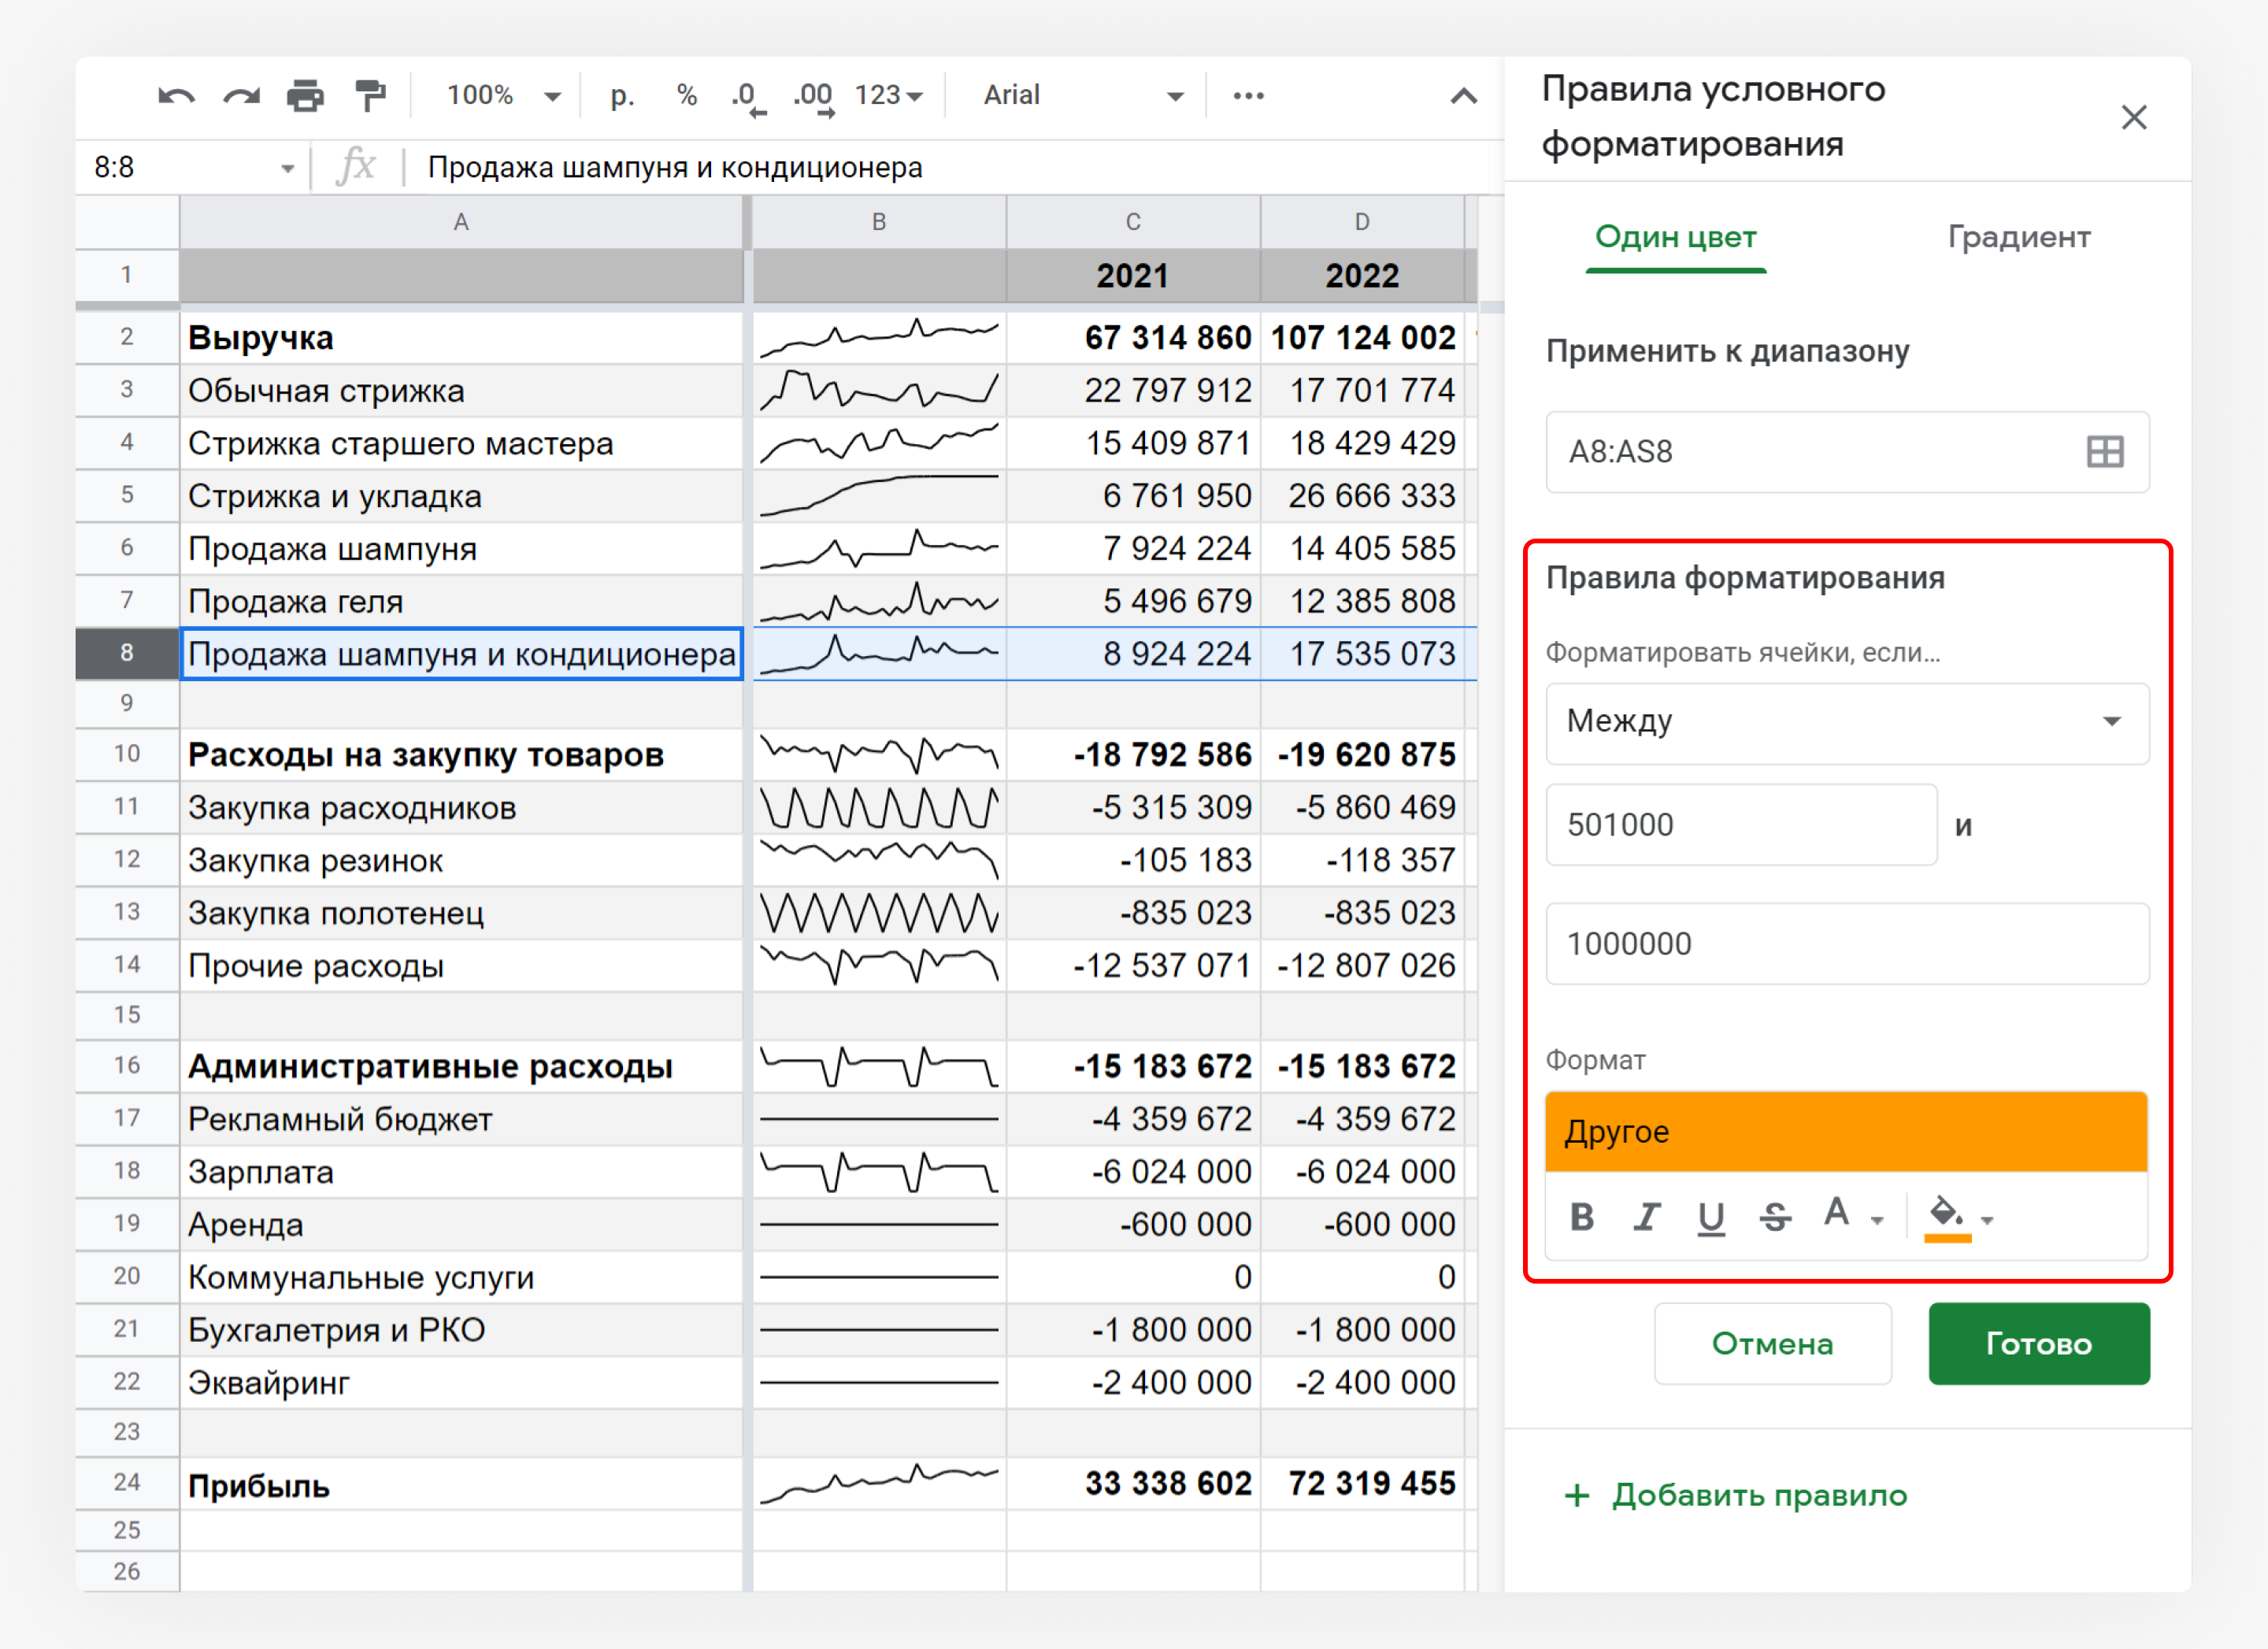 100% р. % .0 .00 123 Arial
8:8 fx Продажа шампуня и кондиционера
A B C D
1 2021 2022
2 Выручка 67 314 860 107 124 002
3 Обычная стрижка 22 797 912 17 701 774
4 Стрижка старшего мастера 15 409 871 18 429 429
5 Стрижка и укладка 6 761 950 26 666 333
6 Продажа шампуня 7 924 224 14 405 585
7 Продажа геля 5 496 679 12 385 808
8 Продажа шампуня и кондиционера 8 924 224 17 535 073
9
10 Расходы на закупку товаров -18 792 586 -19 620 875
11 Закупка расходников -5 315 309 -5 860 469
12 Закупка резинок -105 183 -118 357
13 Закупка полотенец -835 023 -835 023
14 Прочие расходы -12 537 071 -12 807 026
15
16 Административные расходы -15 183 672 -15 183 672
17 Рекламный бюджет -4 359 672 -4 359 672
18 Зарплата -6 024 000 -6 024 000
19 Аренда -600 000 -600 000
20 Коммунальные услуги 0 0
21 Бухгалетрия и РКО -1 800 000 -1 800 000
22 Эквайринг -2 400 000 -2 400 000
23
24 Прибыль 33 338 602 72 319 455
25
26
Правила условного
форматирования
Один цвет Градиент
Применить к диапазону
A8:AS8
Правила форматирования
Форматировать ячейки, если...
Между
501000 и
1000000
Формат
Другое
B I U S A
Отмена Готово
+ Добавить правило